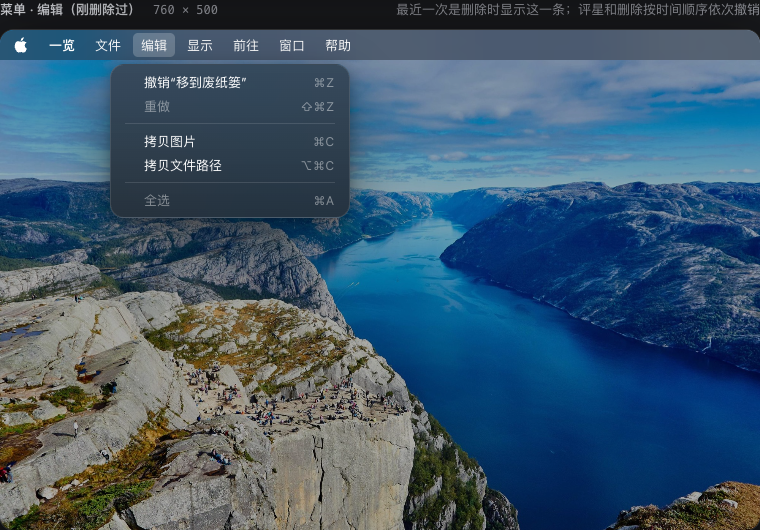 菜单 · 编辑（刚删除过） 760 × 500 最近一次是删除时显示这一条；评星和删除按时间顺序依次撤销
一览 文件 编辑 显示 前往 窗口 帮助
撤销“移到废纸篓” ⌘Z
重做 ⇧⌘Z
拷贝图片 ⌘C
拷贝文件路径 ⌥⌘C
全选 ⌘A